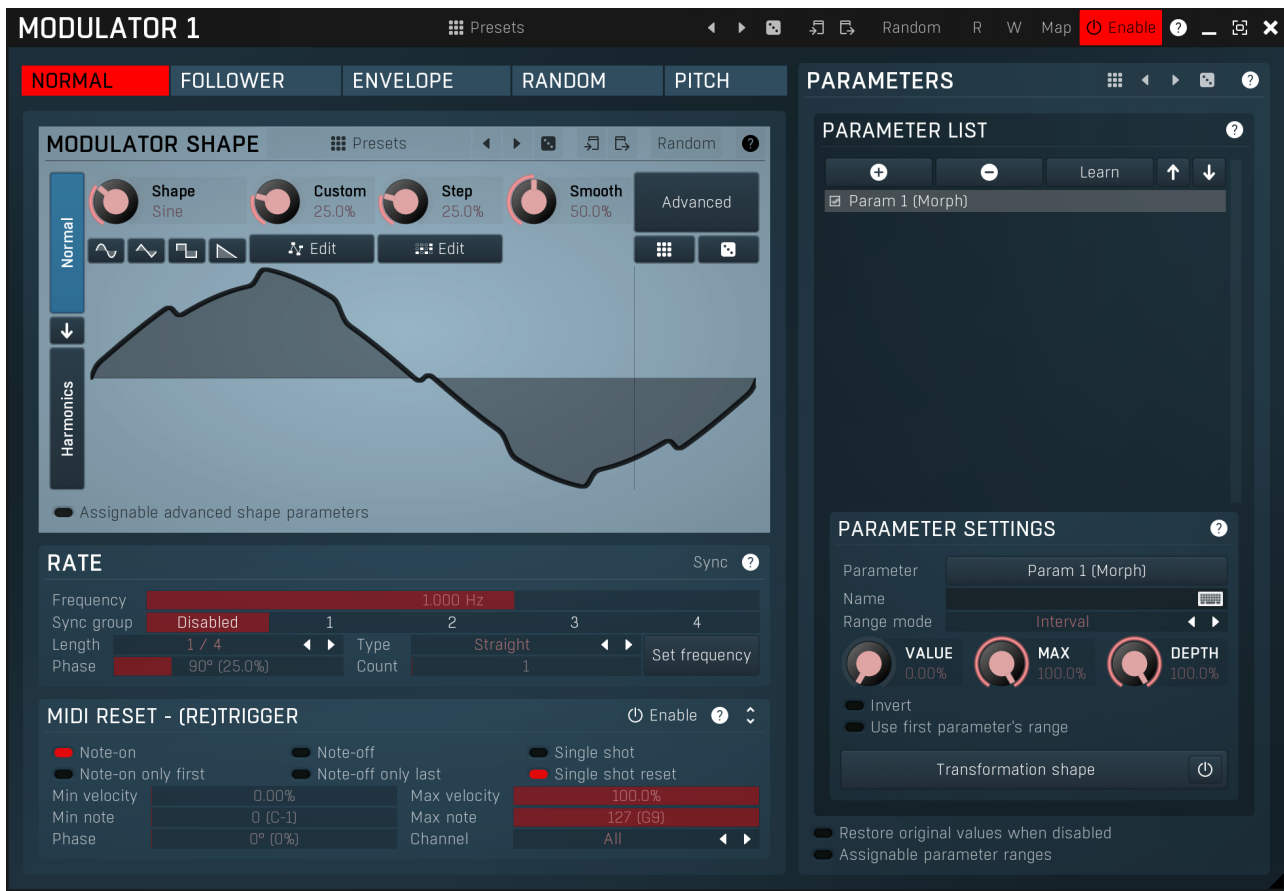 MODULATOR 1 Presets Random R W Map Enable ?
NORMAL FOLLOWER ENVELOPE RANDOM PITCH
PARAMETERS ?
MODULATOR SHAPE Presets Random ?
Normal
Harmonics
Shape Custom Step Smooth
Sine 25.0% 25.0% 50.0%
Advanced
Edit Edit
Assignable advanced shape parameters
RATE Sync ?
Frequency 1.000 Hz
Sync group Disabled 1 2 3 4
Length 1 / 4 Type Straight
Phase 90° (25.0%) Count 1
Set frequency
MIDI RESET - (RE)TRIGGER Enable ?
Note-on Note-off Single shot
Note-on only first Note-off only last Single shot reset
Min velocity 0.00% Max velocity 100.0%
Min note 0 (C-1) Max note 127 (G9)
Phase 0° (0%) Channel All
PARAMETER LIST ?
Learn
Param 1 (Morph)
PARAMETER SETTINGS ?
Parameter Param 1 (Morph)
Name
Range mode Interval
VALUE MAX DEPTH
0.00% 100.0% 100.0%
Invert
Use first parameter's range
Transformation shape
Restore original values when disabled
Assignable parameter ranges